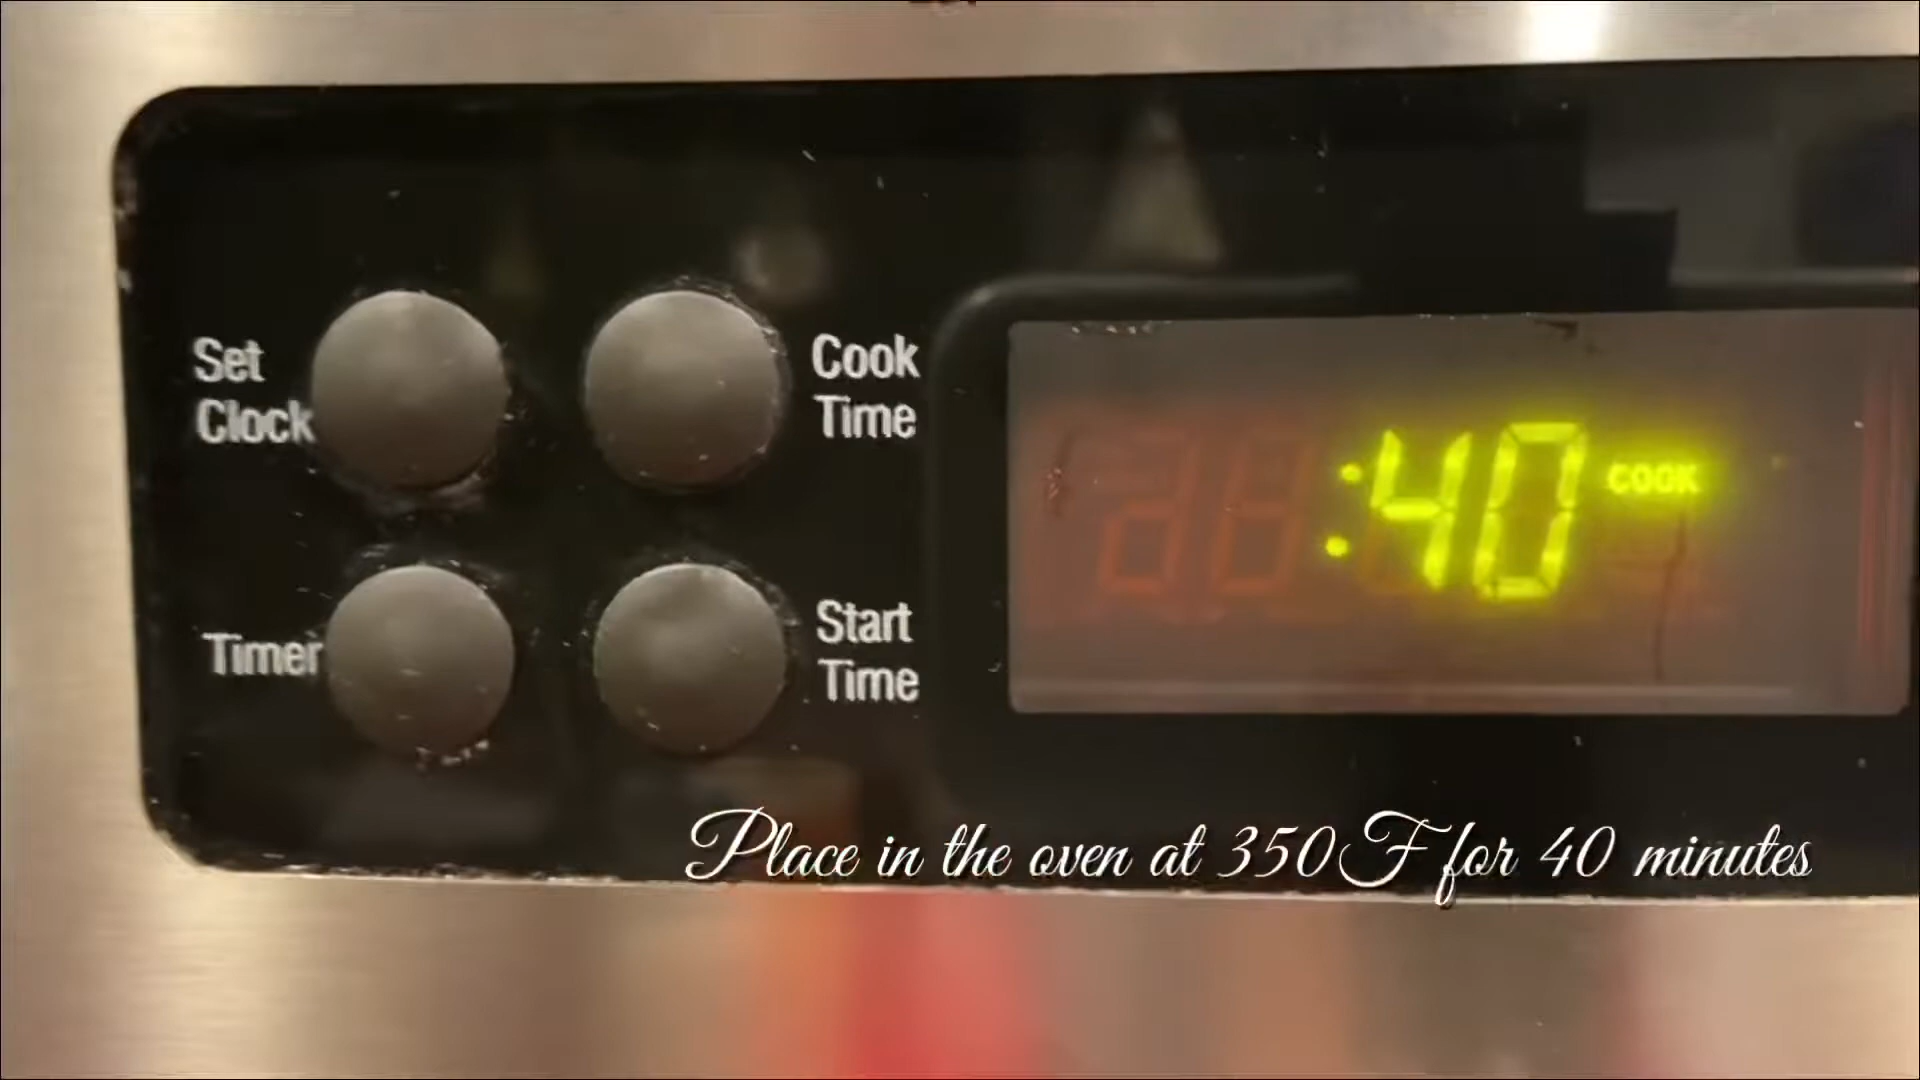 Set
Clock
Cook
Time
:40 COOK
Timer
Start
Time
Place in the oven at 350F for 40 minutes